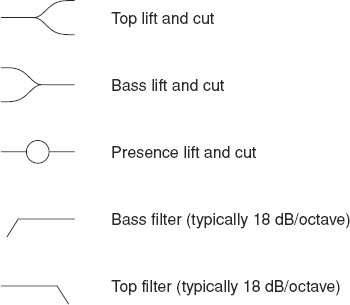 Top lift and cut
Bass lift and cut
Presence lift and cut
Bass filter (typically 18 dB/octave)
Top filter (typically 18 dB/octave)